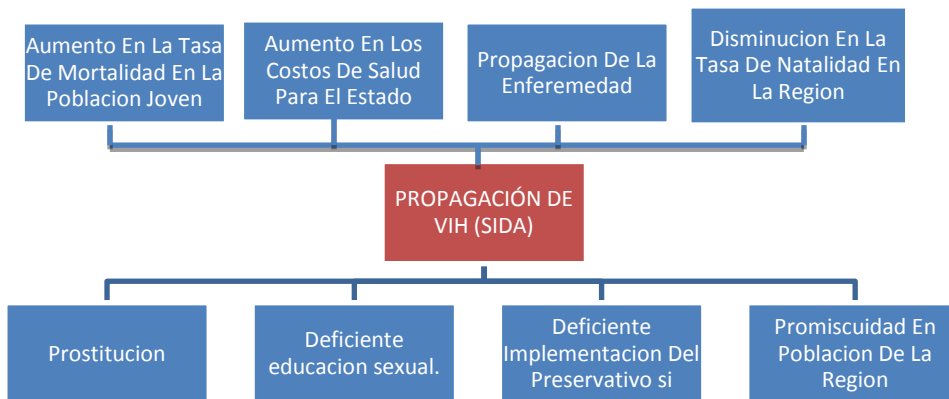 Aumento En La Tasa
De Mortalidad En La
Poblacion Joven
Aumento En Los
Costos De Salud
Para El Estado
Propagacion De La
Enferemedad
Disminucion En La
Tasa De Natalidad En
La Region
PROPAGACIÓN DE
VIH (SIDA)
Prostitucion
Deficiente
educacion sexual.
Deficiente
Implementacion Del
Preservativo si
Promiscuidad En
Poblacion De La
Region